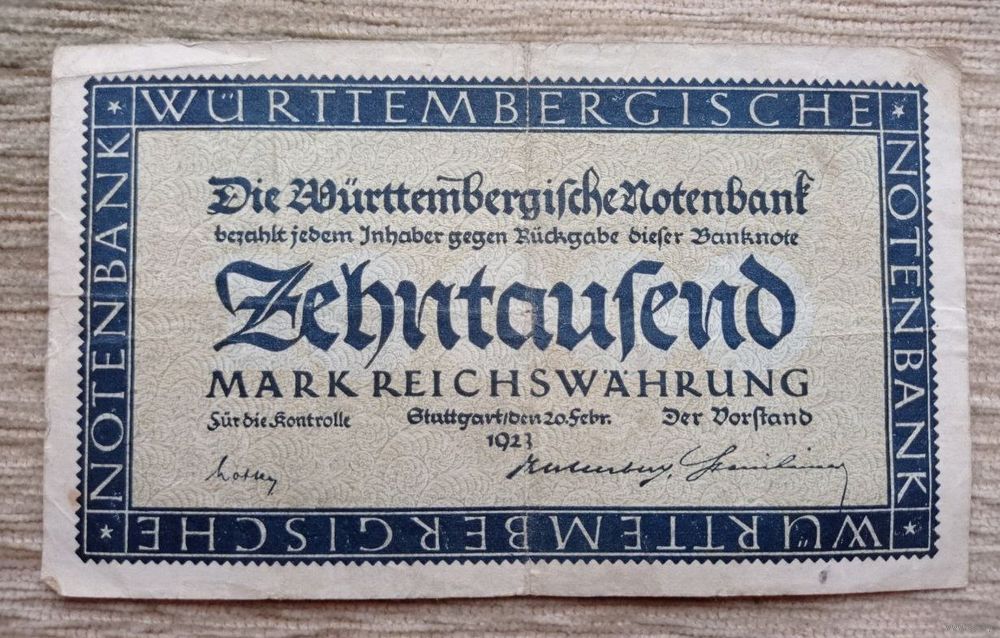 WÜRTTEMBERGISCHE
NOTENBANK
NOTENBANK
Die Württembergische Notenbank
bezahlt jedem Inhaber gegen Rückgabe dieser Banknote
Zehntausend
MARK REICHSWÄHRUNG
Für die Kontrolle
Stuttgart, den 20. Febr.
1923
Der Vorstand
WÜRTTEMBERGISCHE